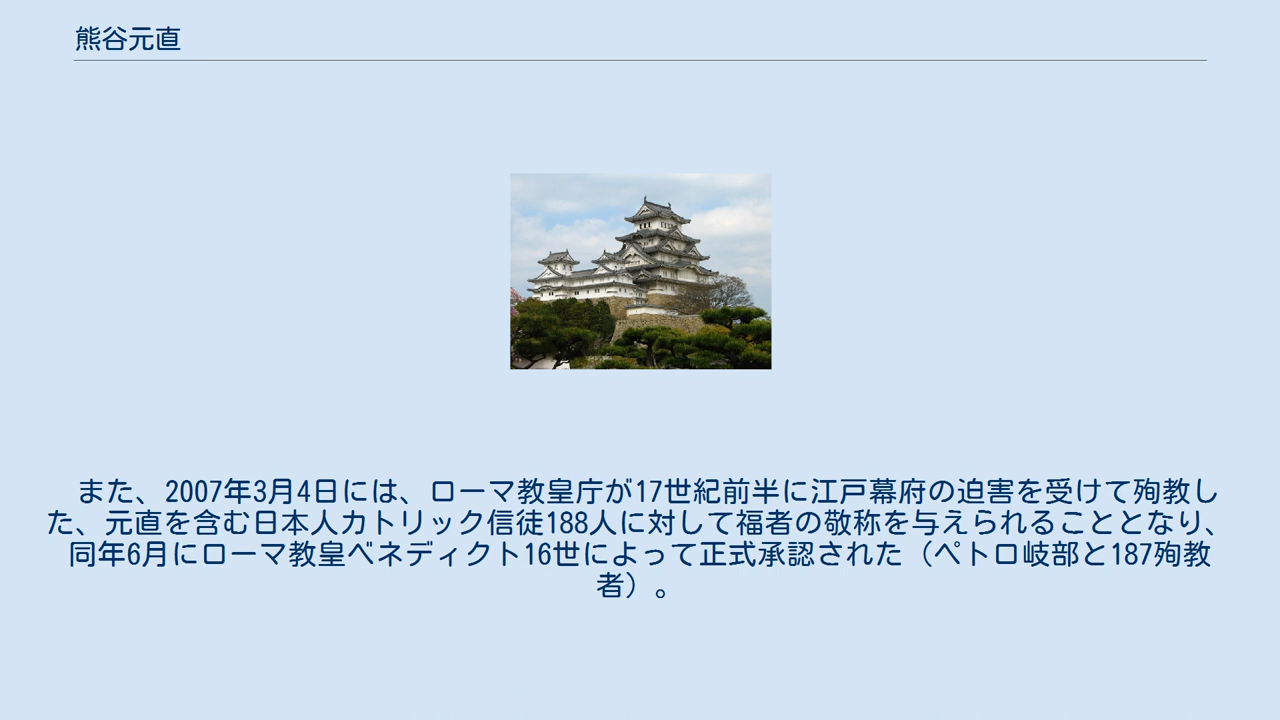 熊谷元直
また、2007年3月4日には、ローマ教皇庁が17世紀前半に江戸幕府の迫害を受けて殉教し
た、元直を含む日本人カトリック信徒188人に対して福者の敬称を与えられることとなり、
同年6月にローマ教皇ベネディクト16世によって正式承認された（ペトロ岐部と187殉教
者）。